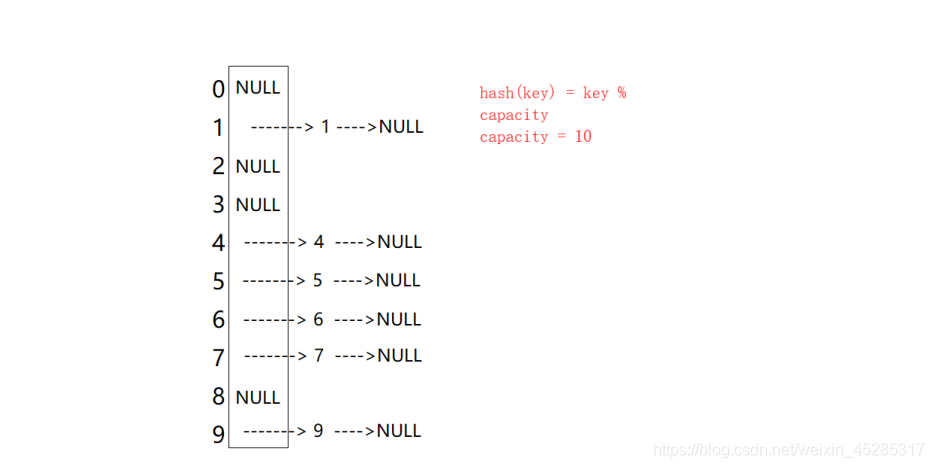 0 NULL
hash(key) = key %
capacity
capacity = 10
1 -------> 1 ---->NULL
2 NULL
3 NULL
4 -------> 4 ---->NULL
5 -------> 5 ---->NULL
6 -------> 6 ---->NULL
7 -------> 7 ---->NULL
8 NULL
9 -------> 9 ---->NULL
https://blog.csdn.net/weixin_45285317